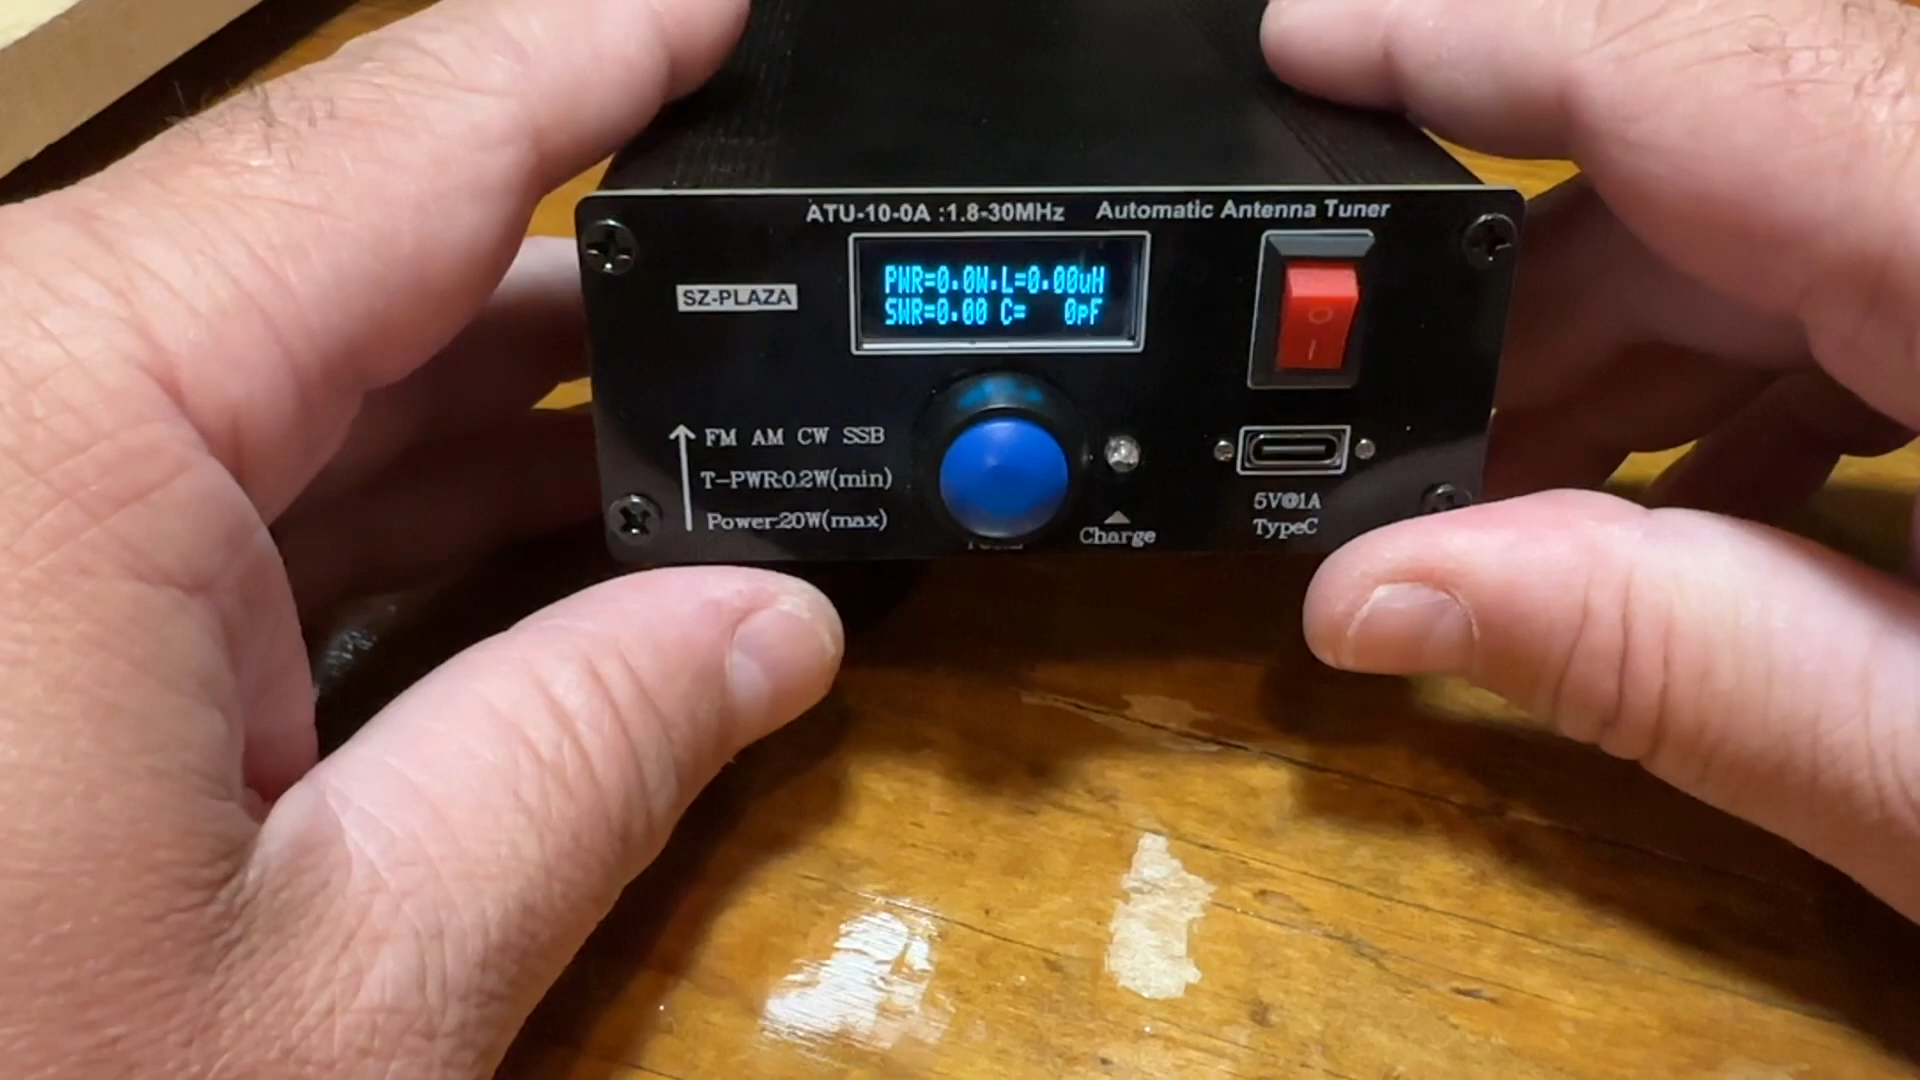 ATU-10-0A :1.8-30MHz Automatic Antenna Tuner
SZ-PLAZA
PWR=0.0W.L=0.00uH
SWR=0.00 C= 0pF
O
I
FM AM CW SSB
T-PWR:0.2W(min)
Power:20W(max)
Charge
5V@1A
TypeC